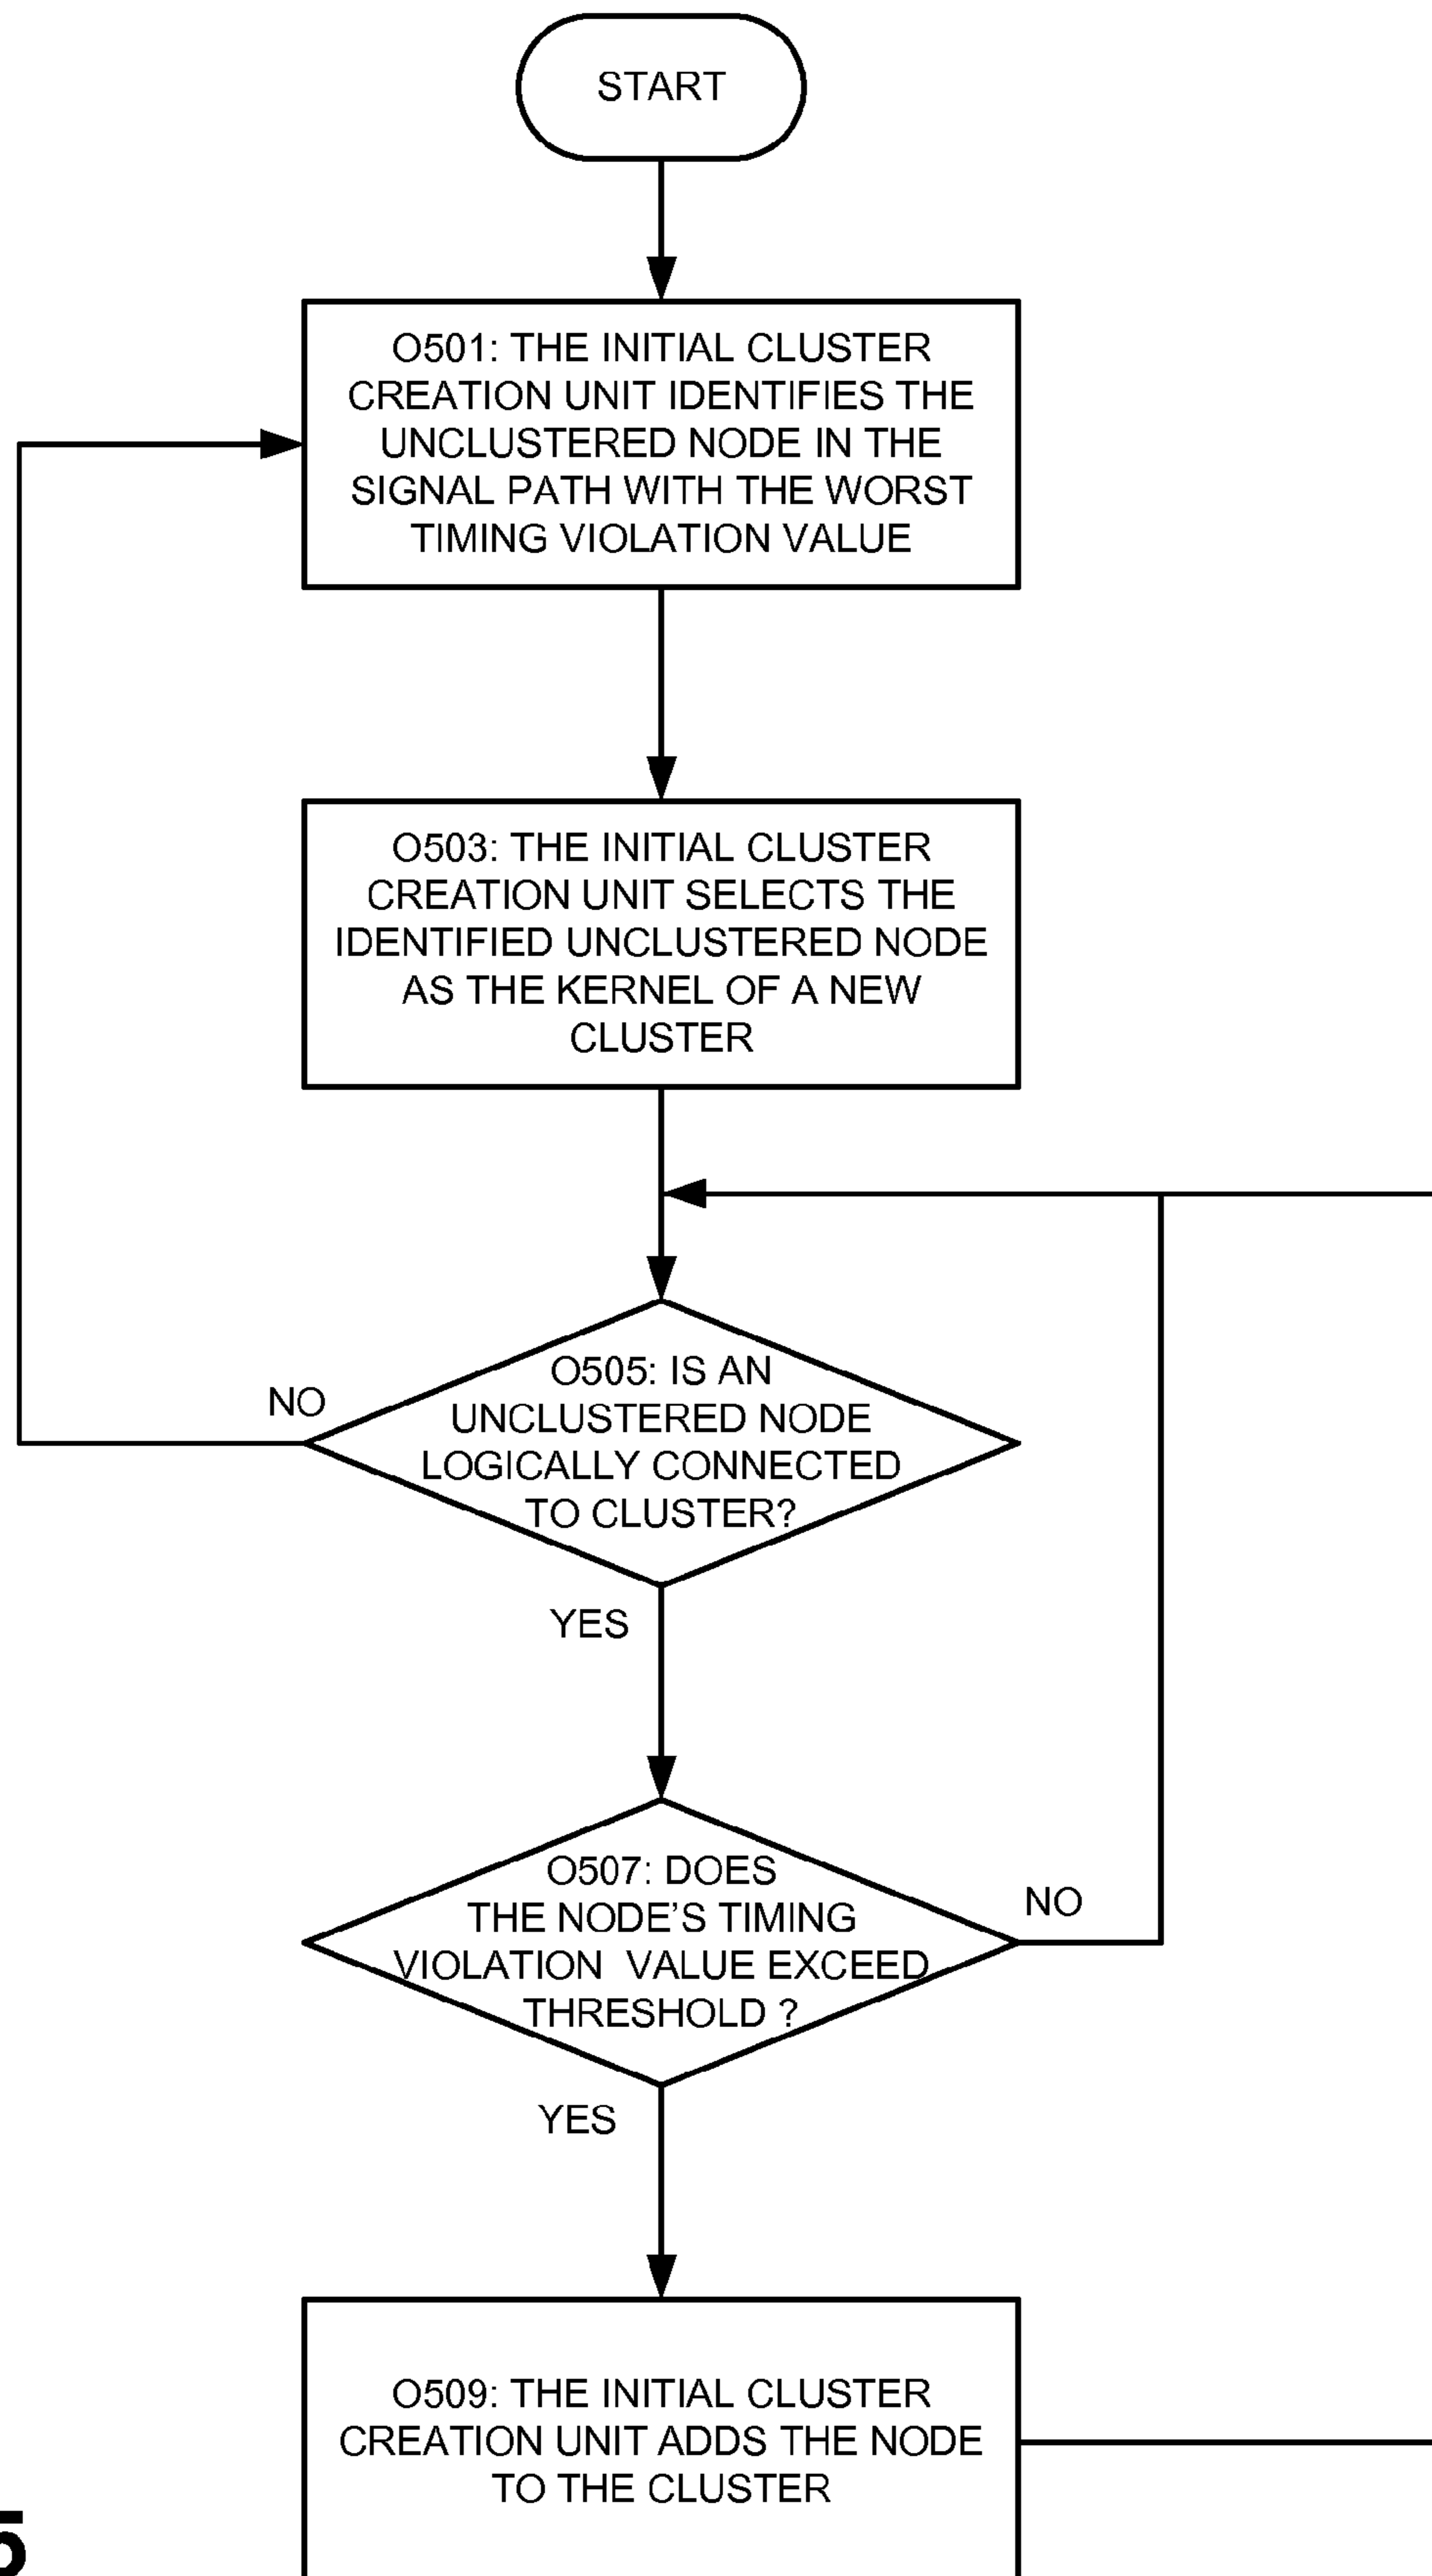 START
O501: THE INITIAL CLUSTER
CREATION UNIT IDENTIFIES THE
UNCLUSTERED NODE IN THE
SIGNAL PATH WITH THE WORST
TIMING VIOLATION VALUE
O503: THE INITIAL CLUSTER
CREATION UNIT SELECTS THE
IDENTIFIED UNCLUSTERED NODE
AS THE KERNEL OF A NEW
CLUSTER
O505: IS AN
UNCLUSTERED NODE
LOGICALLY CONNECTED
TO CLUSTER?
NO
YES
O507: DOES
THE NODE’S TIMING
VIOLATION  VALUE EXCEED
THRESHOLD ?
NO
YES
O509: THE INITIAL CLUSTER
CREATION UNIT ADDS THE NODE
TO THE CLUSTER